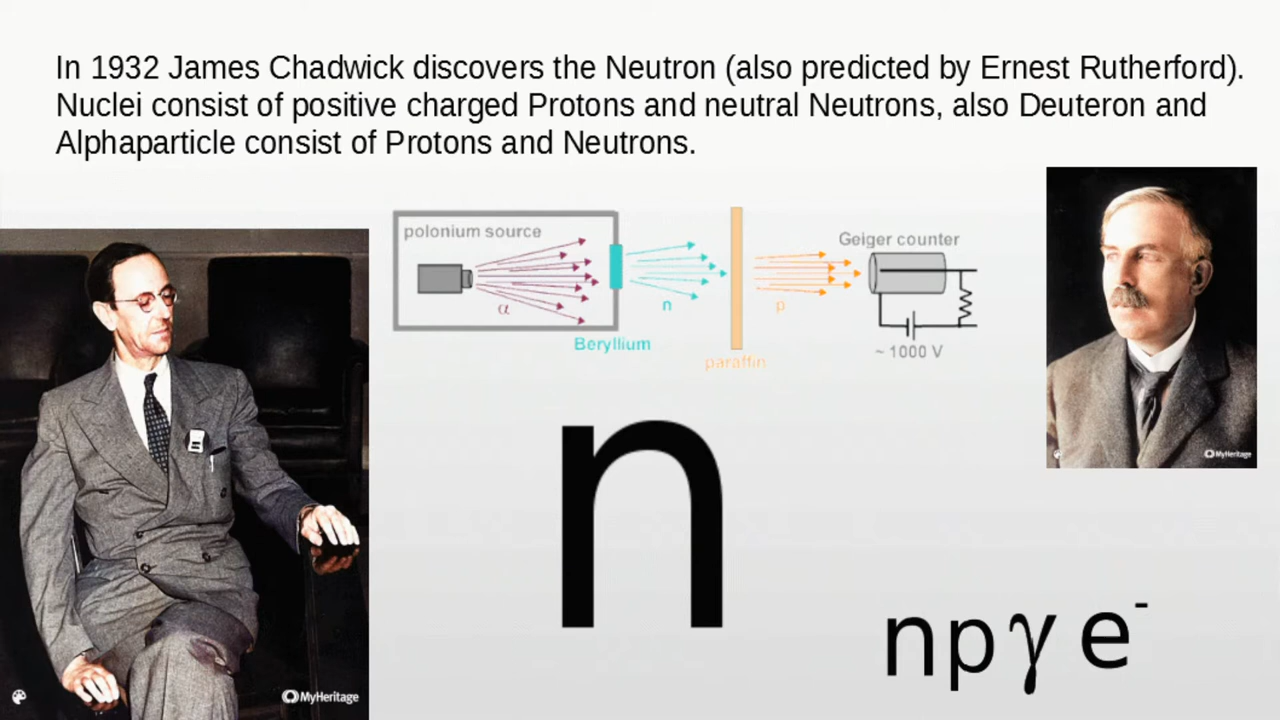 In 1932 James Chadwick discovers the Neutron (also predicted by Ernest Rutherford).
Nuclei consist of positive charged Protons and neutral Neutrons, also Deuteron and
Alphaparticle consist of Protons and Neutrons.
polonium source
Geiger counter
α
n
p
Beryllium
~ 1000 V
paraffin
n
MyHeritage
n p γ e⁻
MyHeritage